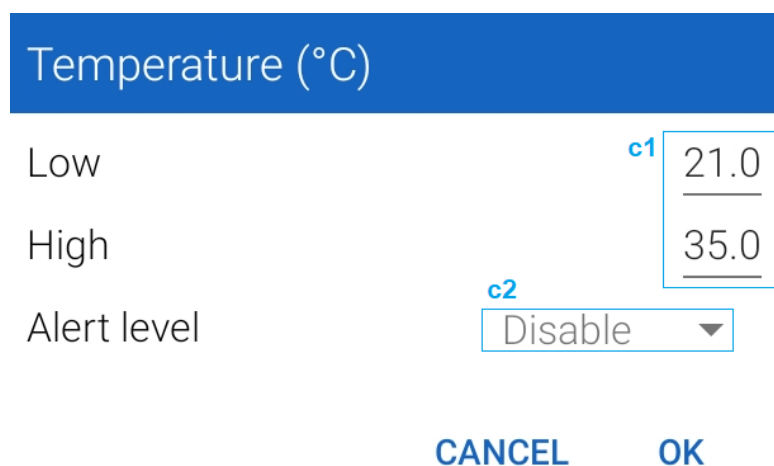 Temperature (°C)
Low c1 21.0
High 35.0
c2
Alert level Disable
CANCEL OK